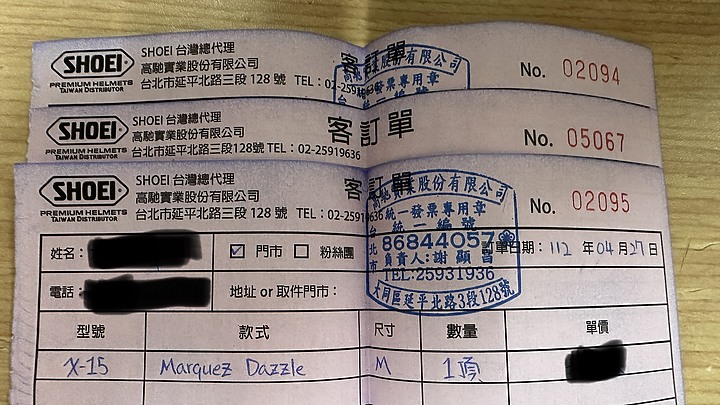 SHOEI
PREMIUM HELMETS
TAIWAN DISTRIBUTOR
SHOEI 台灣總代理
高馳實業股份有限公司
台北市延平北路三段 128 號 TEL：02-2591
客訂單
No. 02094
SHOEI
PREMIUM HELMETS
TAIWAN DISTRIBUTOR
SHOEI 台灣總代理
高馳實業股份有限公司
台北市延平北路三段128號 TEL：02-25919636
客訂單
No. 05067
SHOEI
PREMIUM HELMETS
TAIWAN DISTRIBUTOR
SHOEI 台灣總代理
高馳實業股份有限公司
台北市延平北路三段 128 號 TEL：02-2591
客訂單
No. 02095
高馳實業股份有限公司
統一發票專用章
統一編號
86844057
負責人：謝顯昌
TEL:25931936
台北市
大同區延平北路3段128號
姓名：
☑ 門市 ☐ 粉絲團
訂單日期：112 年 04 月 27 日
電話：
地址 or 取件門市：
型號 款式 尺寸 數量 單價
X-15 Marquez Dazzle M 1頂